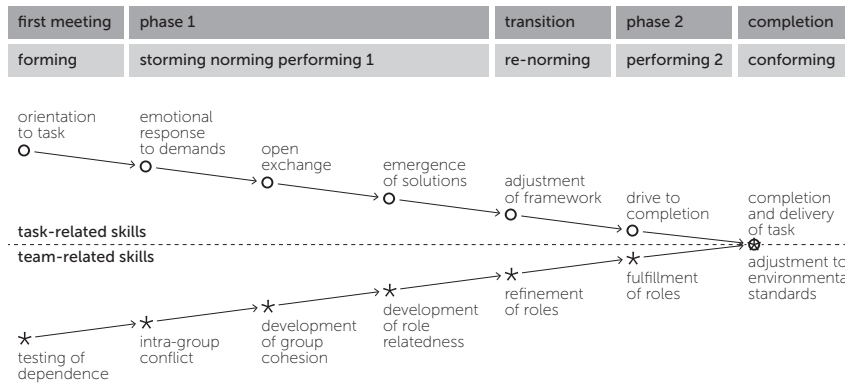 first meeting
phase 1
transition
phase 2
completion
forming
storming norming performing 1
re-norming
performing 2
conforming
orientation
to task
emotional
response
to demands
open
exchange
emergence
of solutions
adjustment
of framework
drive to
completion
completion
and delivery
of task
task-related skills
team-related skills
testing of
dependence
intra-group
conflict
development
of group
cohesion
development
of role
relatedness
refinement
of roles
fulfillment
of roles
adjustment to
environmenta
standards